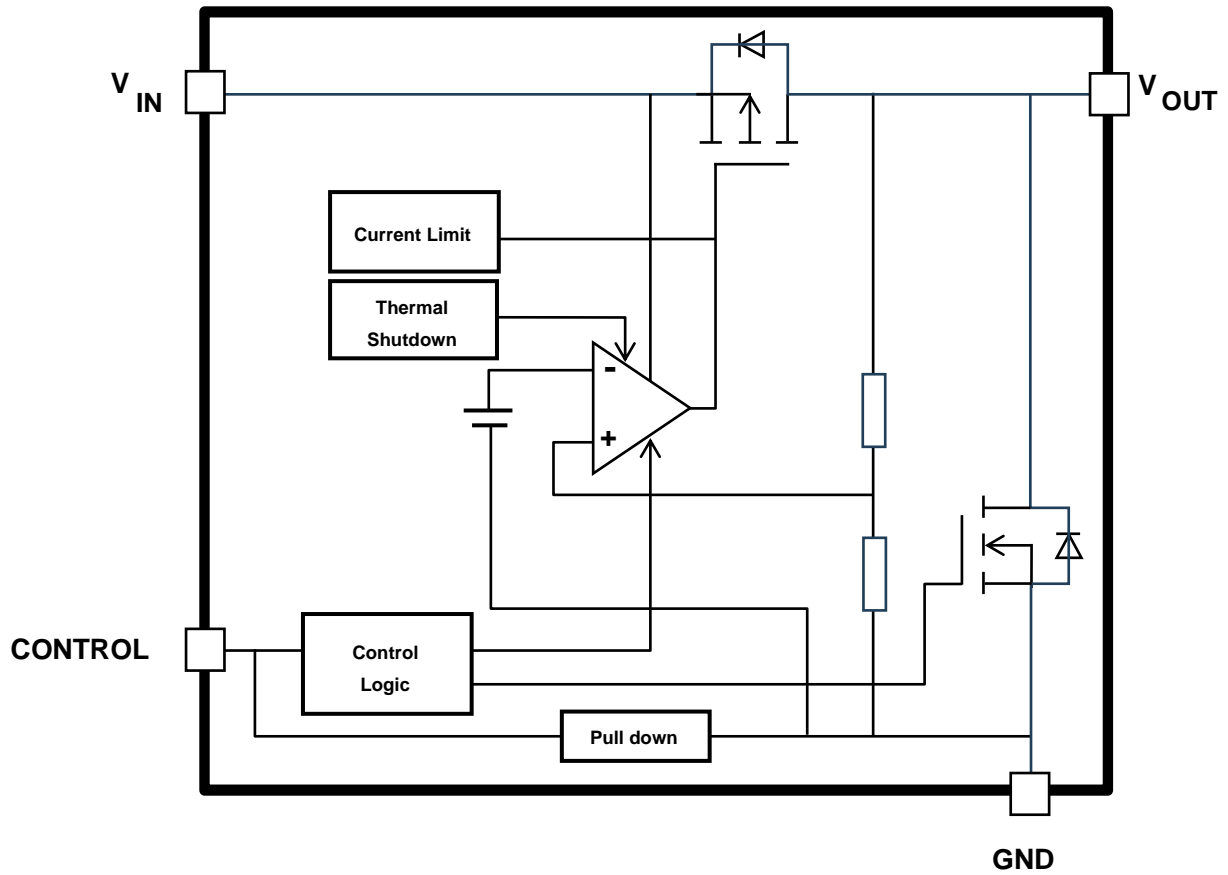 V IN
V OUT
Current Limit
Thermal
Shutdown
-
+
CONTROL
Control
Logic
Pull down
GND